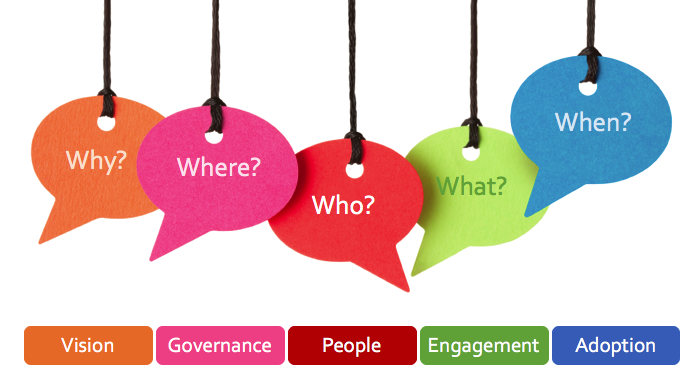 Why?
Where?
Who?
What?
When?
Vision
Governance
People
Engagement
Adoption